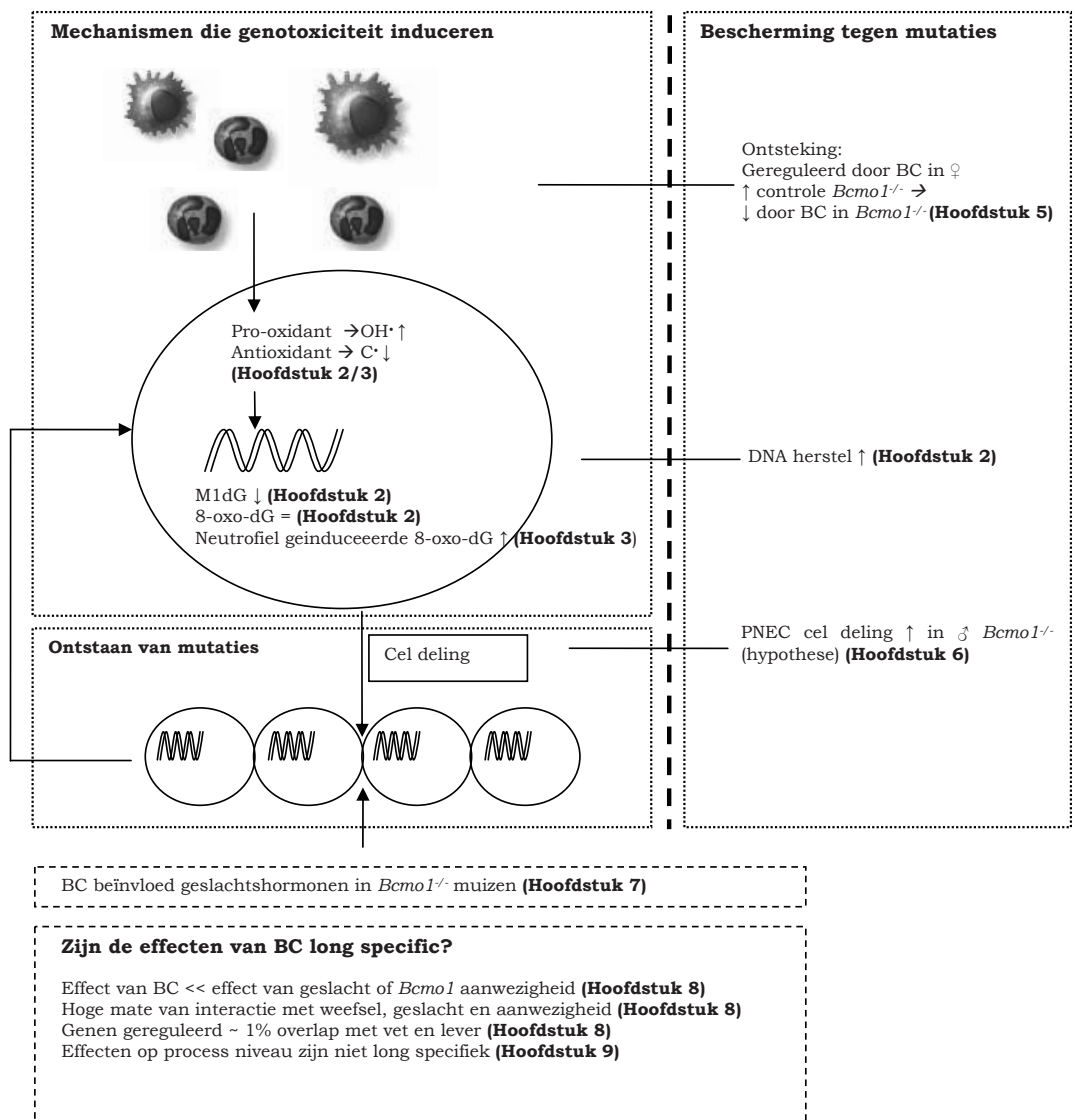 Mechanismen die genotoxiciteit induceren
Bescherming tegen mutaties
Ontsteking:
Gereguleerd door BC in ♀
↑ controle Bcmo1-/- →
↓ door BC in Bcmo1-/- (Hoofdstuk 5)
Pro-oxidant →OH• ↑
Antioxidant → C• ↓
(Hoofdstuk 2/3)
DNA herstel ↑ (Hoofdstuk 2)
M1dG ↓ (Hoofdstuk 2)
8-oxo-dG = (Hoofdstuk 2)
Neutrofiel geinduceeerde 8-oxo-dG ↑ (Hoofdstuk 3)
PNEC cel deling ↑ in ♂ Bcmo1-/-
(hypothese) (Hoofdstuk 6)
Ontstaan van mutaties
Cel deling
BC beïnvloed geslachtshormonen in Bcmo1-/- muizen (Hoofdstuk 7)
Zijn de effecten van BC long specific?
Effect van BC << effect van geslacht of Bcmo1 aanwezigheid (Hoofdstuk 8)
Hoge mate van interactie met weefsel, geslacht en aanwezigheid (Hoofdstuk 8)
Genen gereguleerd ~ 1% overlap met vet en lever (Hoofdstuk 8)
Effecten op process niveau zijn niet long specifiek (Hoofdstuk 9)